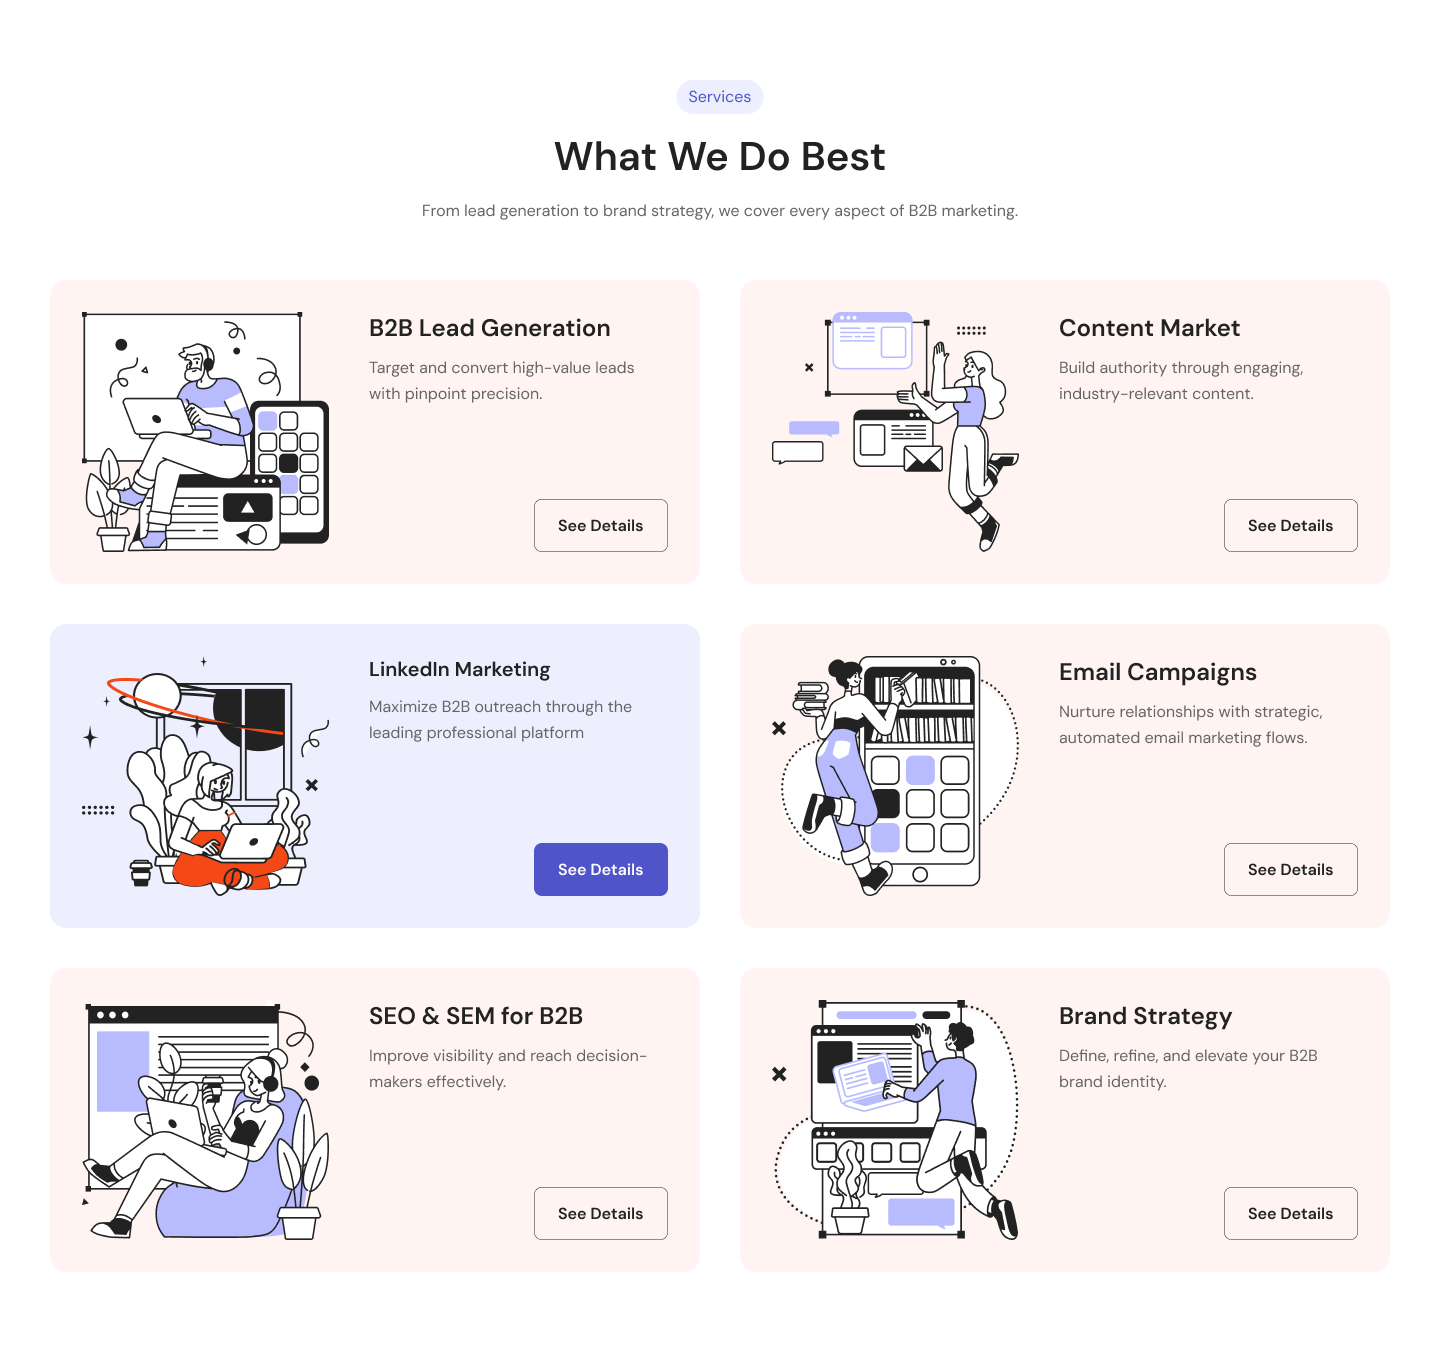 Services
What We Do Best
From lead generation to brand strategy, we cover every aspect of B2B marketing.
B2B Lead Generation
Target and convert high-value leads
with pinpoint precision.
See Details
Content Market
Build authority through engaging,
industry-relevant content.
See Details
LinkedIn Marketing
Maximize B2B outreach through the
leading professional platform
See Details
Email Campaigns
Nurture relationships with strategic,
automated email marketing flows.
See Details
SEO & SEM for B2B
Improve visibility and reach decision-
makers effectively.
See Details
Brand Strategy
Define, refine, and elevate your B2B
brand identity.
See Details